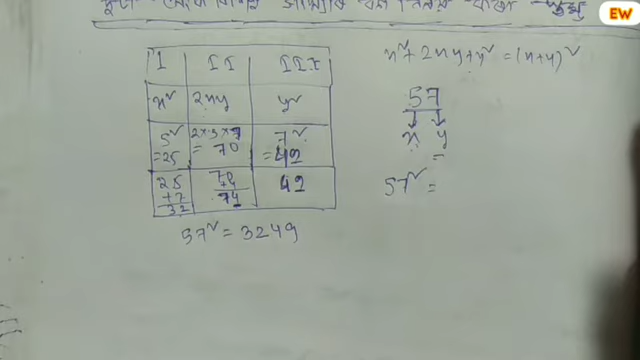 EW
I II III
x² 2xy y²
5² 2×5×7 7²
=25 = 70 =49
25 70 49
+7 +4
32 74
57² = 3249
x²+2xy+y² = (x+y)²
57
x y
=
57² =